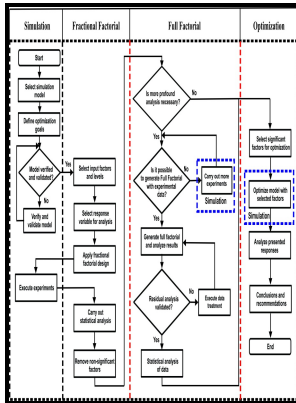 Simulation
Fractional Factorial
Full Factorial
Optimization
Start
Select simulation
model
Define optimization
goals
Model verified
and validated?
Yes
No
Verify and
validate model
Execute experiments
Select input factors
and levels
Select response
variable for analysis
Apply fractional
factorial design
Carry out
statistical analysis
Remove non-significant
factors
Is more profound
analysis necessary?
No
Yes
Is it possible
to generate Full Factorial
with experimental
data?
No
Carry out more
experiments
Simulation
Yes
Generate full factorial
and analyze results
Residual analysis
validated?
No
Execute data
treatment
Yes
Statistical analysis
of data
Select significant
factors for optimization
Optimize model with
selected factors
Simulation
Analyze presented
responses
Conclusions and
recommendations
End